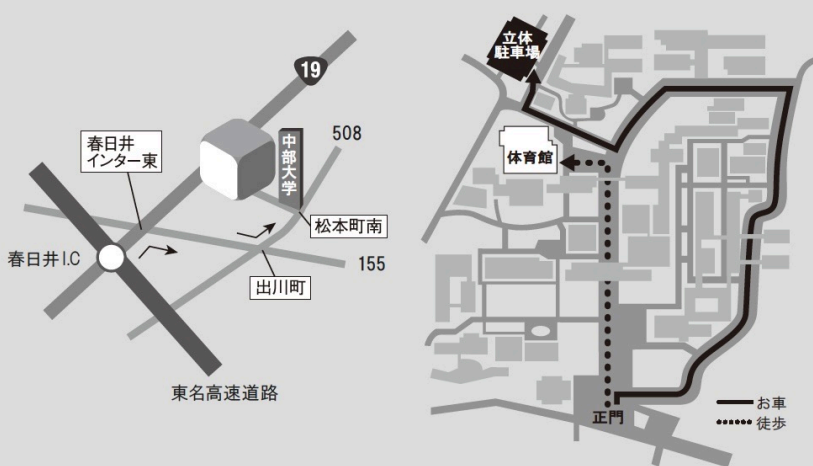 19
508
中部大学
春日井
インター東
松本町南
春日井I.C
155
出川町
東名高速道路
立体
駐車場
体育館
正門
お車
徒歩